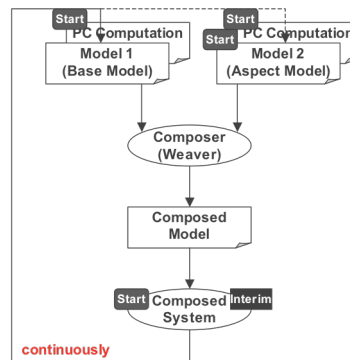 Start
Start
PC Computation
PC Computation
Start
Model 1
(Base Model)
Model 2
(Aspect Model)
Composer
(Weaver)
Composed
Model
Start
Composed
System
Interim
continuously